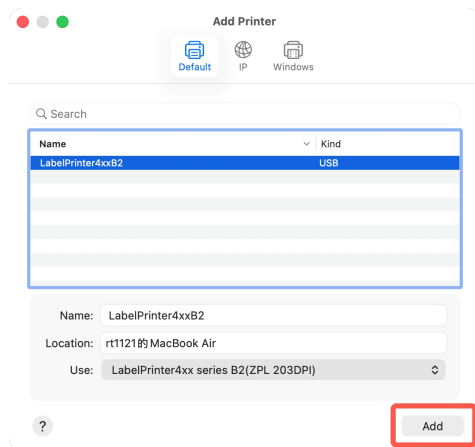 Add Printer
Default IP Windows
Search
Name Kind
LabelPrinter4xxB2 USB
Name: LabelPrinter4xxB2
Location: rt1121的 MacBook Air
Use: LabelPrinter4xx series B2(ZPL 203DPI)
? Add